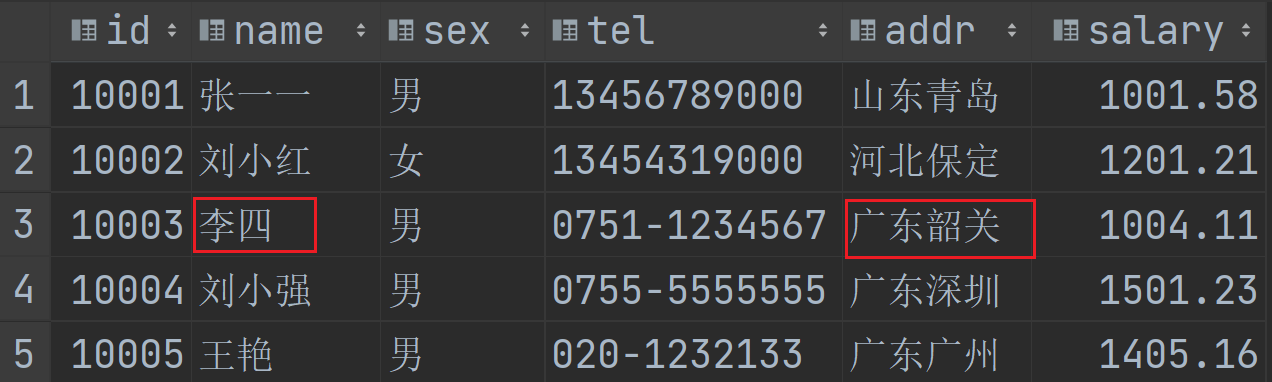 id name sex tel addr salary
1 10001 张一一 男 13456789000 山东青岛 1001.58
2 10002 刘小红 女 13454319000 河北保定 1201.21
3 10003 李四 男 0751-1234567 广东韶关 1004.11
4 10004 刘小强 男 0755-5555555 广东深圳 1501.23
5 10005 王艳 男 020-1232133 广东广州 1405.16